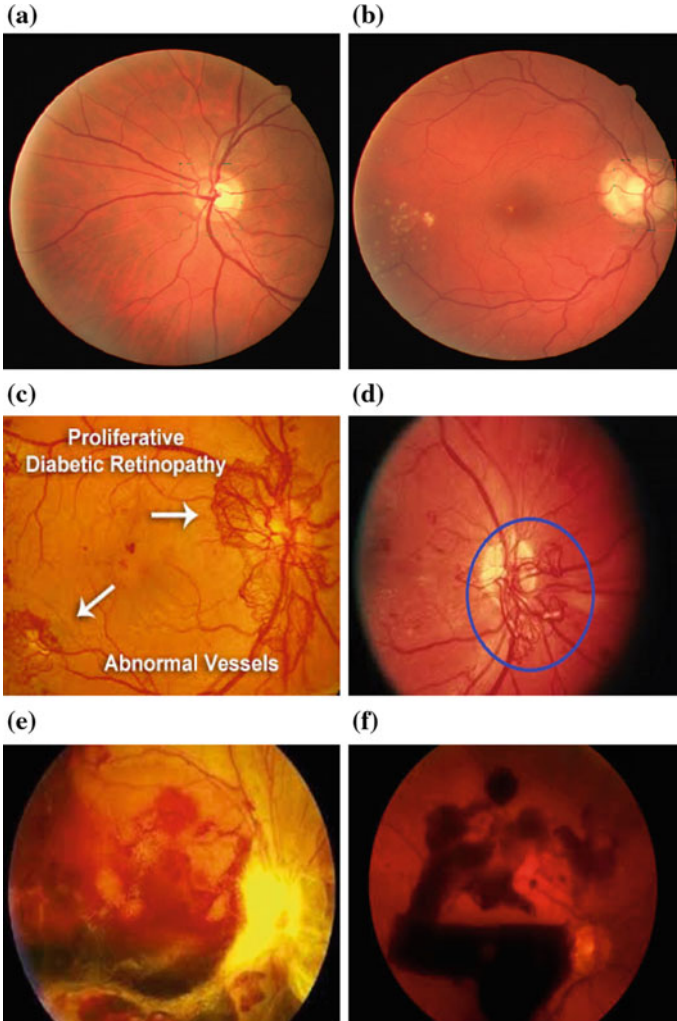 (a)
(b)
(c)
(d)
Proliferative
Diabetic Retinopathy
Abnormal Vessels
(e)
(f)